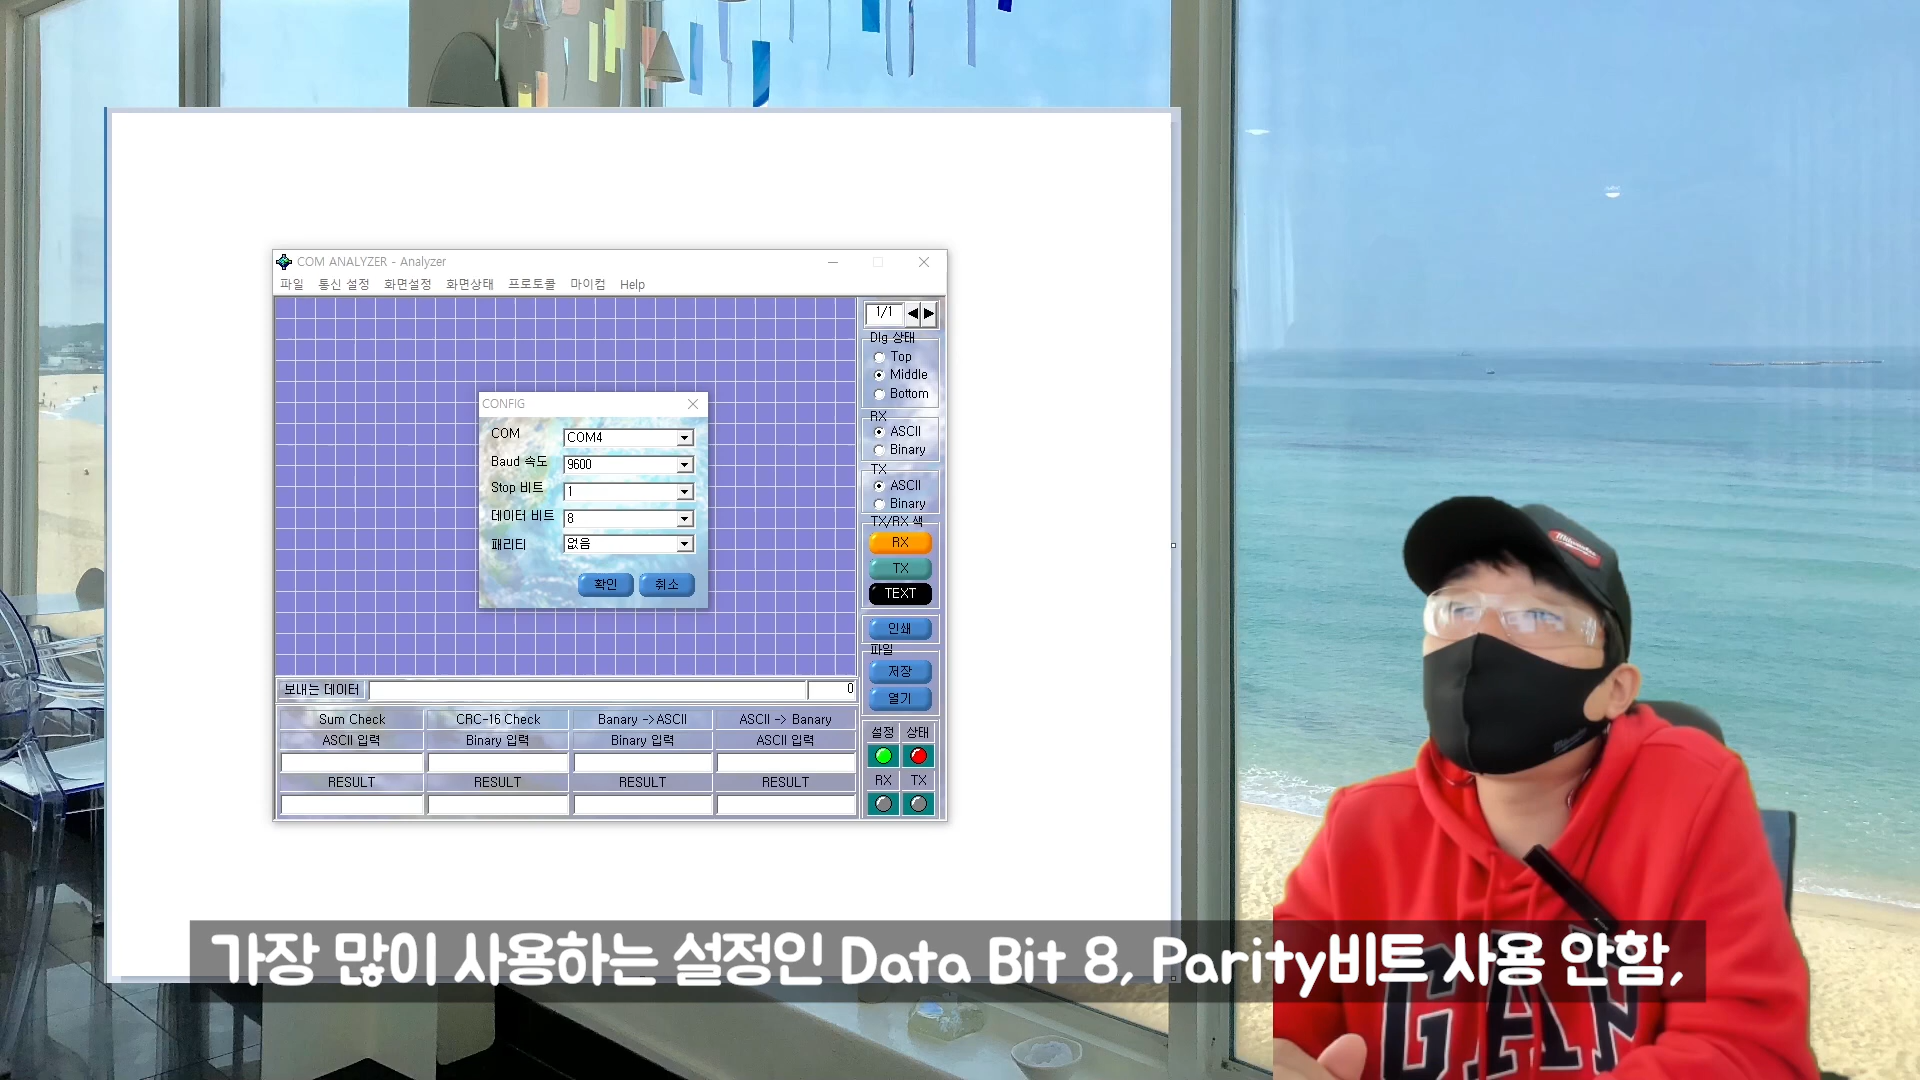 COM ANALYZER - Analyzer
파일 통신 설정 화면설정 화면상태 프로토콜 마이컴 Help
1/1
Dlg 상태
Top
Middle
Bottom
RX
ASCII
Binary
TX
ASCII
Binary
TX/RX 색
RX
TX
TEXT
인쇄
파일
저장
열기
설정 상태
RX TX
CONFIG
COM COM4
Baud 속도 9600
Stop 비트 1
데이터 비트 8
패리티 없음
확인 취소
보내는 데이터 0
Sum Check CRC-16 Check Banary ->ASCII ASCII -> Banary
ASCII 입력 Binary 입력 Binary 입력 ASCII 입력
RESULT RESULT RESULT RESULT
가장 많이 사용하는 설정인 Data Bit 8, Parity비트 사용 안함,
Milwaukee
GAP